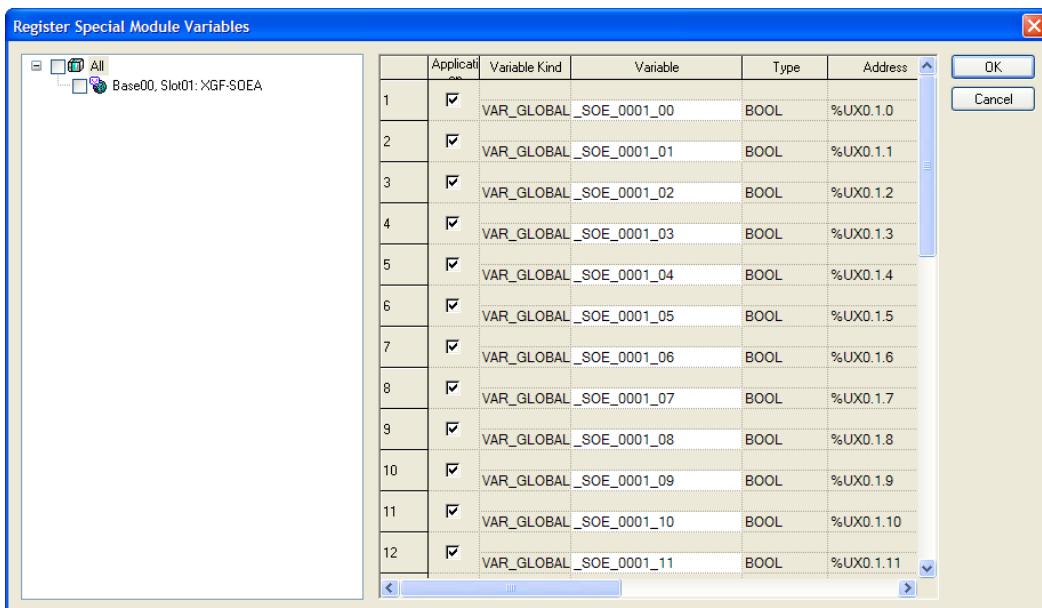 Register Special Module Variables
All
Base00, Slot01: XGF-SOEA
Applicati Variable Kind Variable Type Address
1 VAR_GLOBAL _SOE_0001_00 BOOL %UX0.1.0
2 VAR_GLOBAL _SOE_0001_01 BOOL %UX0.1.1
3 VAR_GLOBAL _SOE_0001_02 BOOL %UX0.1.2
4 VAR_GLOBAL _SOE_0001_03 BOOL %UX0.1.3
5 VAR_GLOBAL _SOE_0001_04 BOOL %UX0.1.4
6 VAR_GLOBAL _SOE_0001_05 BOOL %UX0.1.5
7 VAR_GLOBAL _SOE_0001_06 BOOL %UX0.1.6
8 VAR_GLOBAL _SOE_0001_07 BOOL %UX0.1.7
9 VAR_GLOBAL _SOE_0001_08 BOOL %UX0.1.8
10 VAR_GLOBAL _SOE_0001_09 BOOL %UX0.1.9
11 VAR_GLOBAL _SOE_0001_10 BOOL %UX0.1.10
12 VAR_GLOBAL _SOE_0001_11 BOOL %UX0.1.11
OK
Cancel